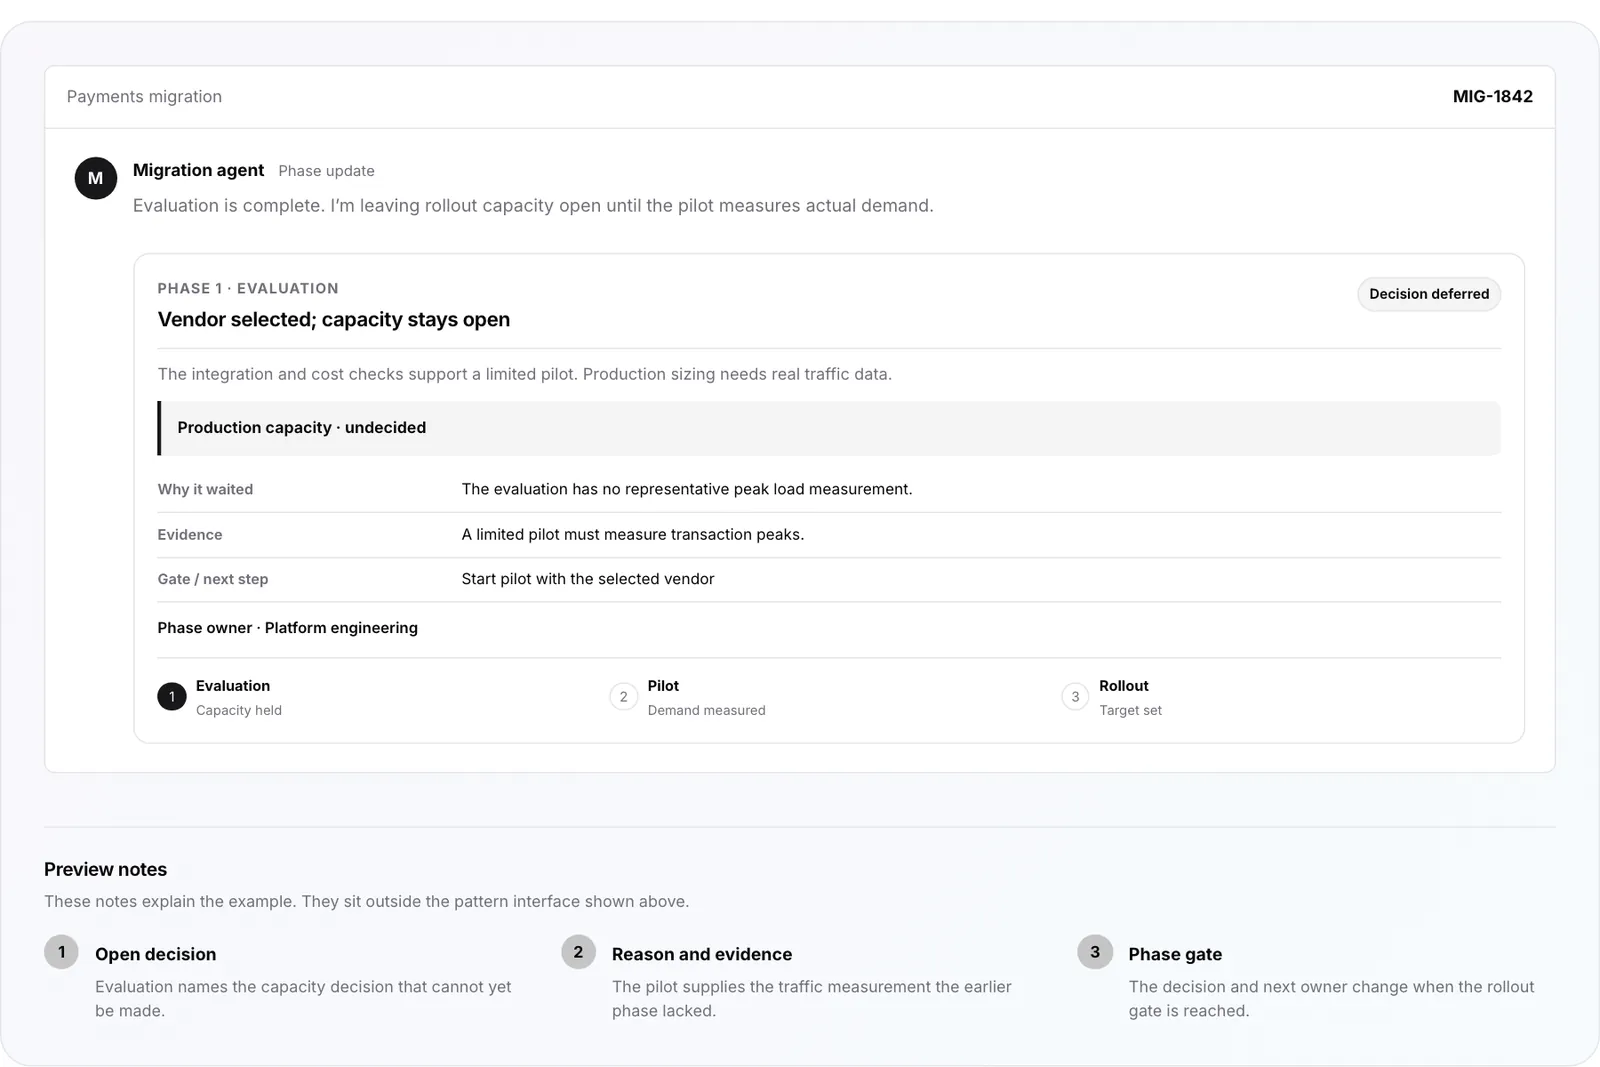 Payments migration
MIG-1842
M
Migration agent
Phase update
Evaluation is complete. I’m leaving rollout capacity open until the pilot measures actual demand.
PHASE 1 · EVALUATION
Decision deferred
Vendor selected; capacity stays open
The integration and cost checks support a limited pilot. Production sizing needs real traffic data.
Production capacity · undecided
Why it waited
The evaluation has no representative peak load measurement.
Evidence
A limited pilot must measure transaction peaks.
Gate / next step
Start pilot with the selected vendor
Phase owner · Platform engineering
1
Evaluation
Capacity held
2
Pilot
Demand measured
3
Rollout
Target set
Preview notes
These notes explain the example. They sit outside the pattern interface shown above.
1
Open decision
Evaluation names the capacity decision that cannot yet
be made.
2
Reason and evidence
The pilot supplies the traffic measurement the earlier
phase lacked.
3
Phase gate
The decision and next owner change when the rollout
gate is reached.